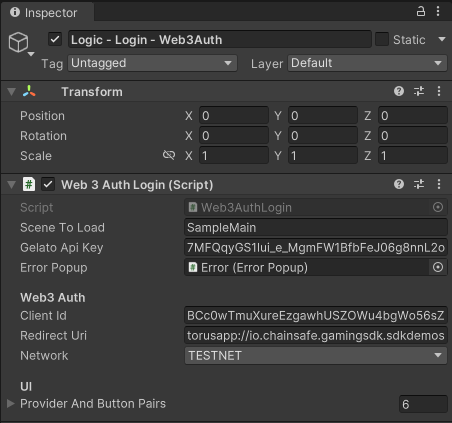 Inspector
Logic - Login - Web3Auth
Static
Tag Untagged Layer Default
Transform
Position X 0 Y 0 Z 0
Rotation X 0 Y 0 Z 0
Scale X 1 Y 1 Z 1
# Web 3 Auth Login (Script)
Script # Web3AuthLogin
Scene To Load SampleMain
Gelato Api Key 7MFQqyGS1Iui_e_MgmFW1BfbFeJ06g8nnL2o
Error Popup # Error (Error Popup)
Web3 Auth
Client Id BCc0wTmuXureEzgawhUSZOWu4bgWo56sZ
Redirect Uri torusapp://io.chainsafe.gamingsdk.sdkdemos
Network TESTNET
UI
Provider And Button Pairs 6